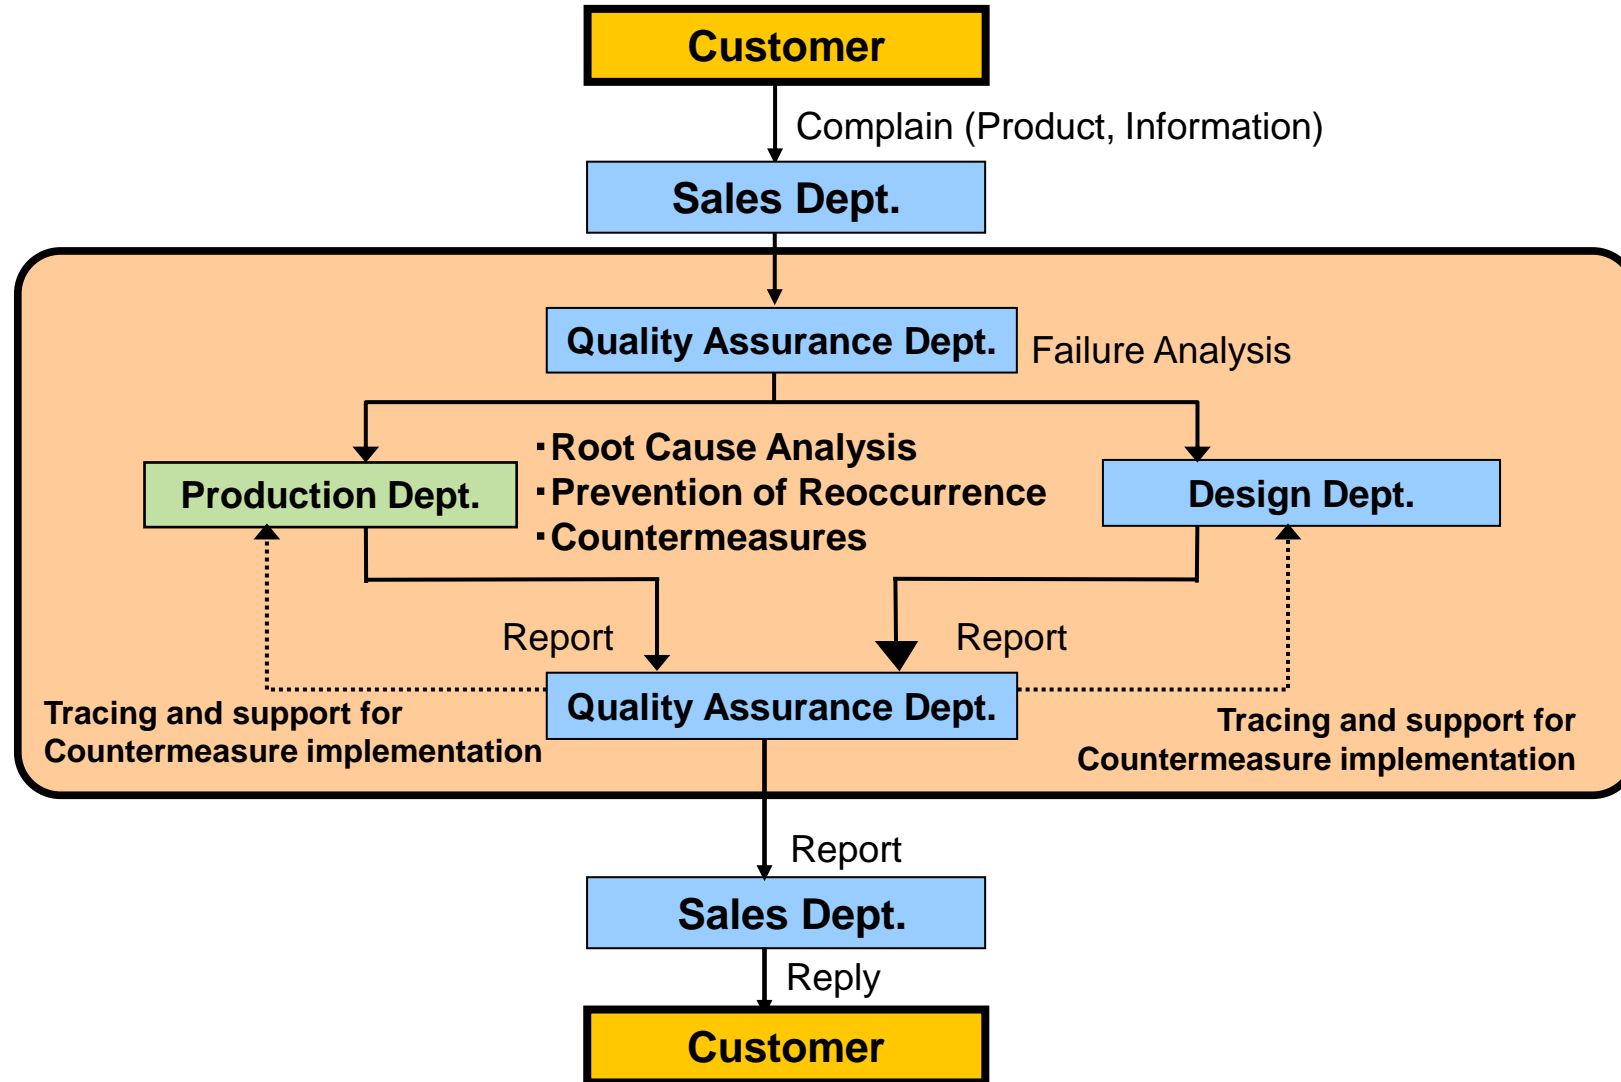 Customer
Complain (Product, Information)
Sales Dept.
Quality Assurance Dept.
Failure Analysis
・Root Cause Analysis
・Prevention of Reoccurrence
・Countermeasures
Production Dept.
Design Dept.
Report
Report
Quality Assurance Dept.
Tracing and support for
Countermeasure implementation
Tracing and support for
Countermeasure implementation
Report
Sales Dept.
Reply
Customer